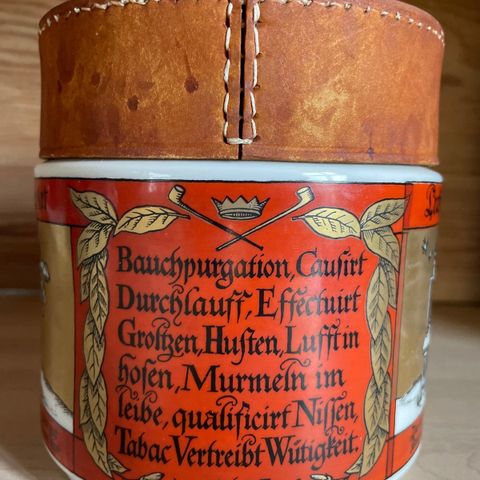 Bauchpurgation, Causirt
Durchlauff, Effectuirt
Groltzen, Husten, Lufft in
hosen, Murmeln im
leibe, qualificirt Nissen,
Tabac Vertreibt Wütigkeit.